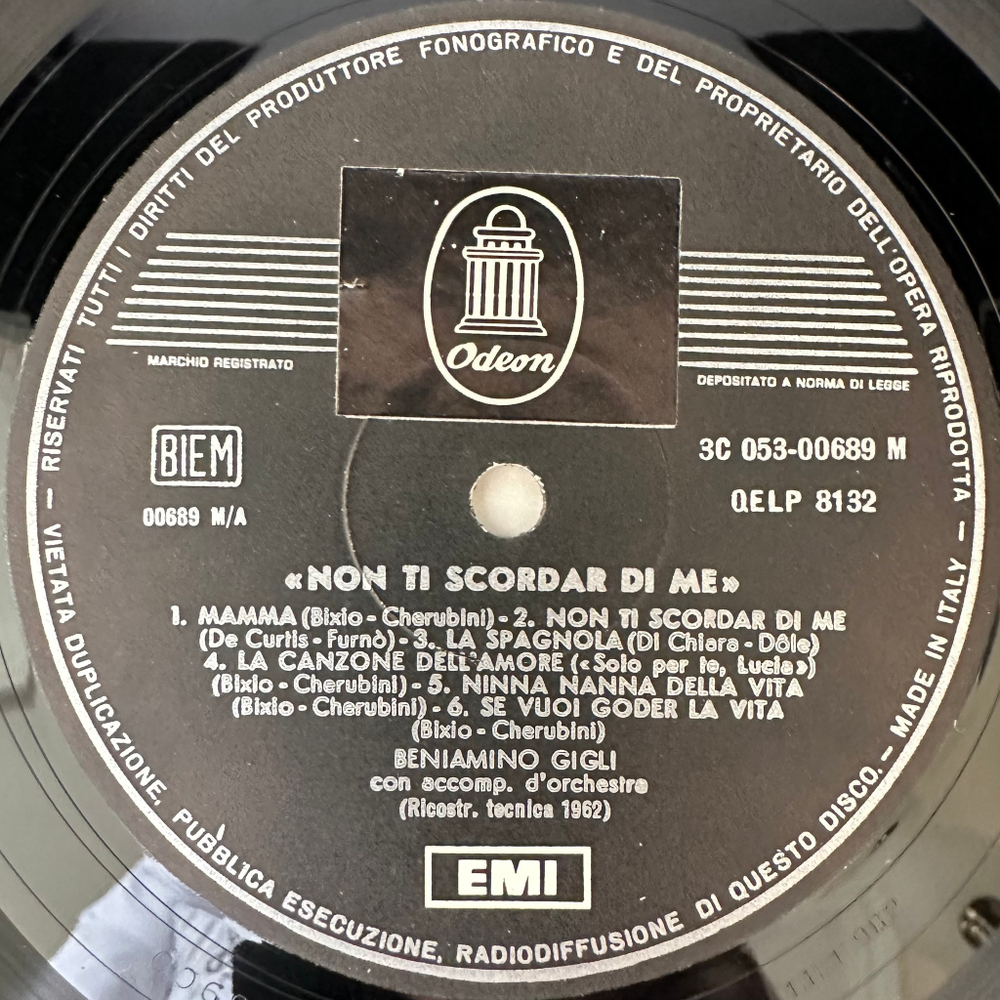 RISERVATI TUTTI I DIRITTI DEL PRODUTTORE FONOGRAFICO E DEL PROPRIETARIO DELL'OPERA RIPRODOTTA — MADE IN ITALY —
Odeon
MARCHIO REGISTRATO
DEPOSITATO A NORMA DI LEGGE
BIEM
3C 053-00689 M
00689 M/A
QELP 8132
«NON TI SCORDAR DI ME»
1. MAMMA (Bixio - Cherubini) - 2. NON TI SCORDAR DI ME
(De Curtis - Furnò) - 3. LA SPAGNOLA (Di Chiara - Dôle)
4. LA CANZONE DELL'AMORE («Solo per te, Lucia»)
(Bixio - Cherubini) - 5. NINNA NANNA DELLA VITA
(Bixio - Cherubini) - 6. SE VUOI GODER LA VITA
(Bixio - Cherubini)
BENIAMINO GIGLI
con accomp. d'orchestra
(Ricostr. tecnica 1962)
EMI
— VIETATA DUPLICAZIONE, PUBBLICA ESECUZIONE, RADIODIFFUSIONE DI QUESTO DISCO. —